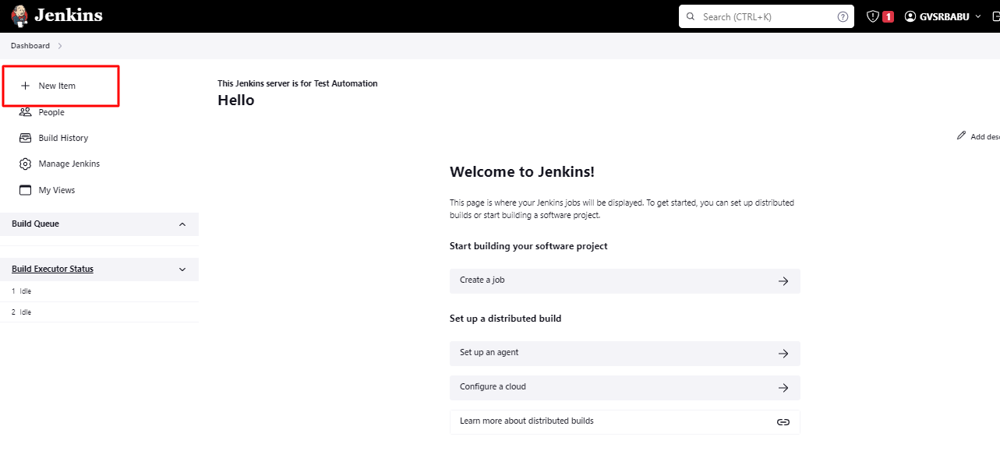 Jenkins
Search (CTRL+K)
1
GVSRBABU
Dashboard
New Item
People
Build History
Manage Jenkins
My Views
Build Queue
Build Executor Status
1 Idle
2 Idle
This Jenkins server is for Test Automation
Hello
Add desc
Welcome to Jenkins!
This page is where your Jenkins jobs will be displayed. To get started, you can set up distributed
builds or start building a software project.
Start building your software project
Create a job
Set up a distributed build
Set up an agent
Configure a cloud
Learn more about distributed builds